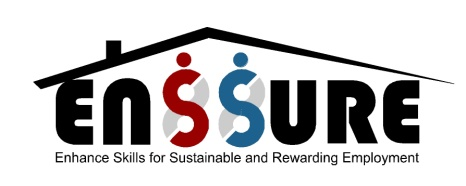 ENSSURE
Enhance Skills for Sustainable and Rewarding Employment